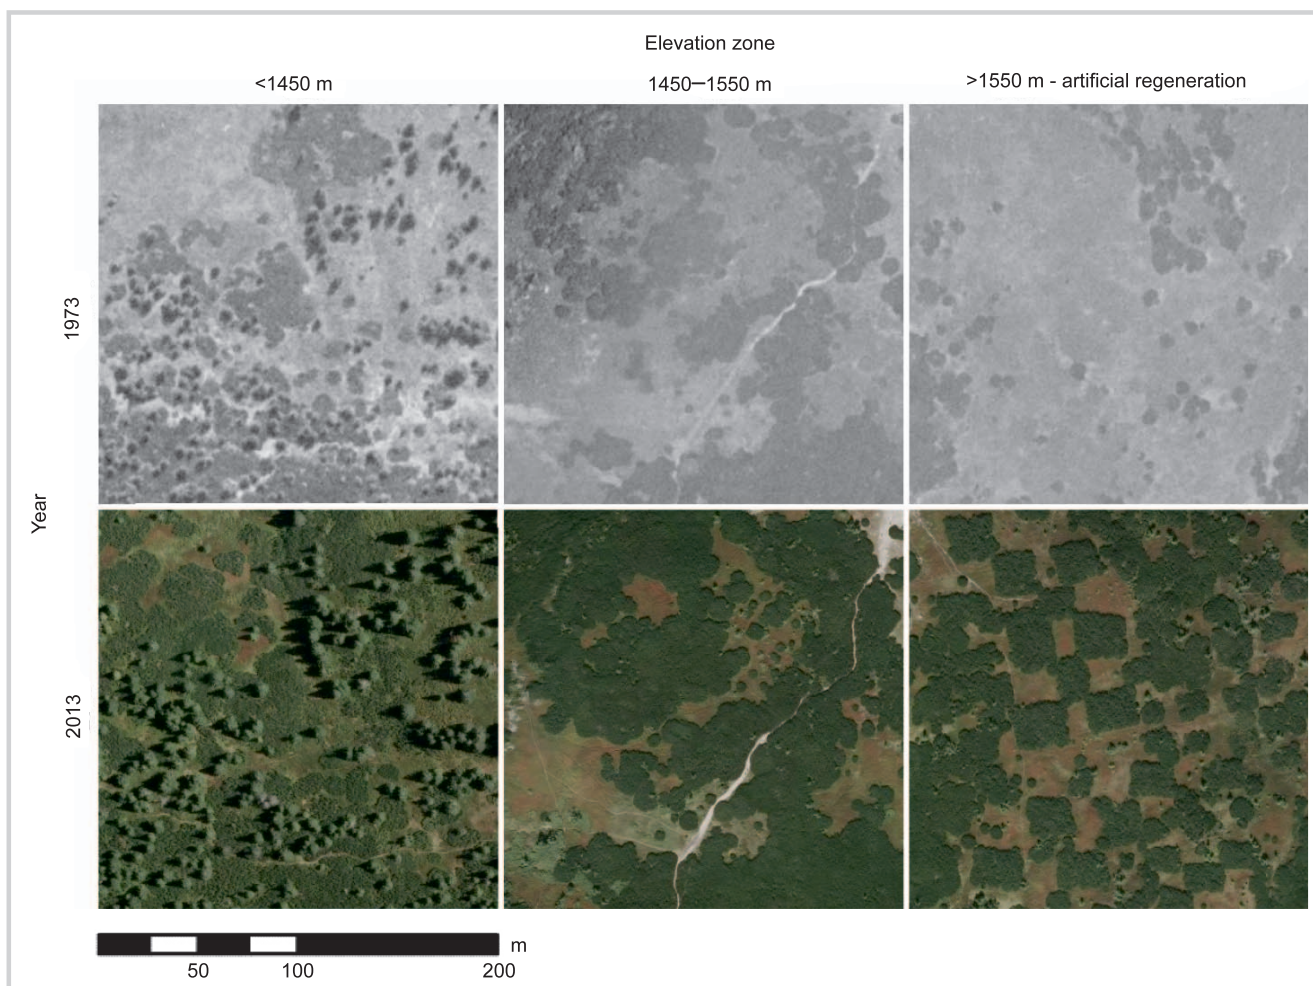 Elevation zone
<1450 m
1450–1550 m
>1550 m - artificial regeneration
1973
Year
2013
m
50
100
200